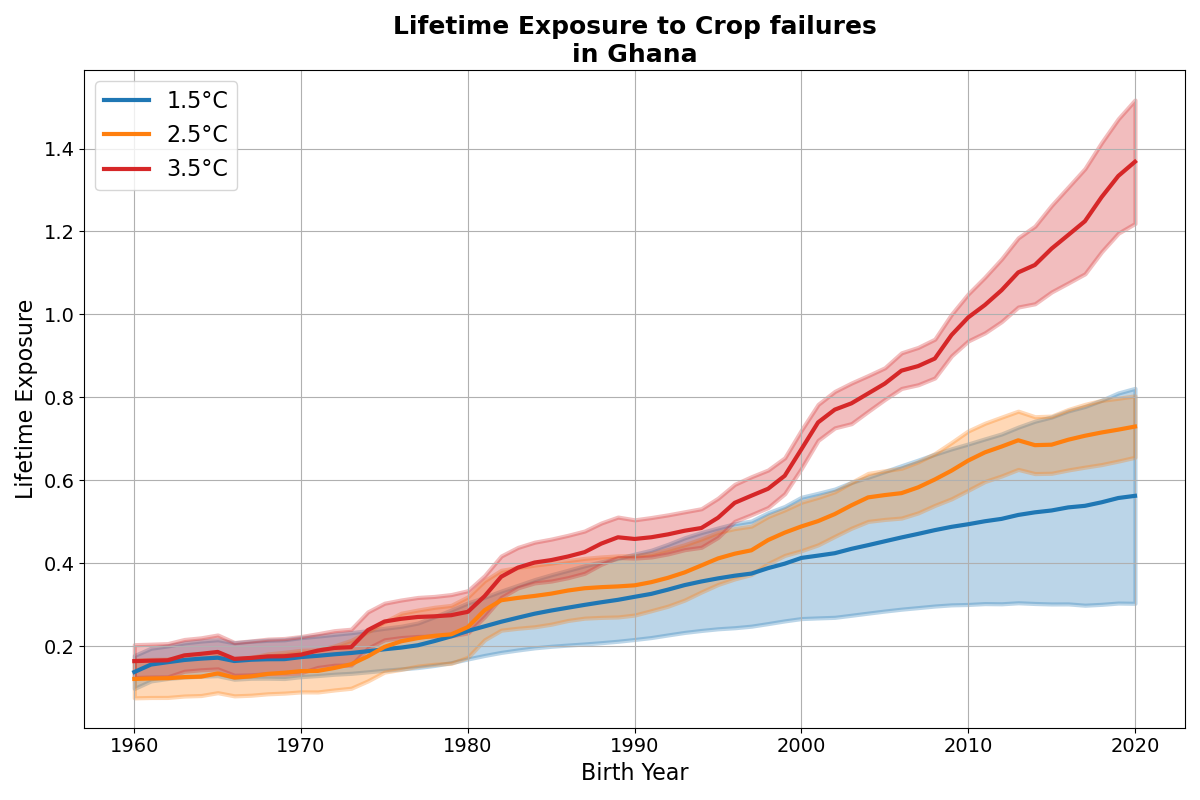 Lifetime Exposure to Crop failures
in Ghana
1.5°C
2.5°C
3.5°C
Lifetime Exposure
1.4
1.2
1.0
0.8
0.6
0.4
0.2
1960 1970 1980 1990 2000 2010 2020
Birth Year